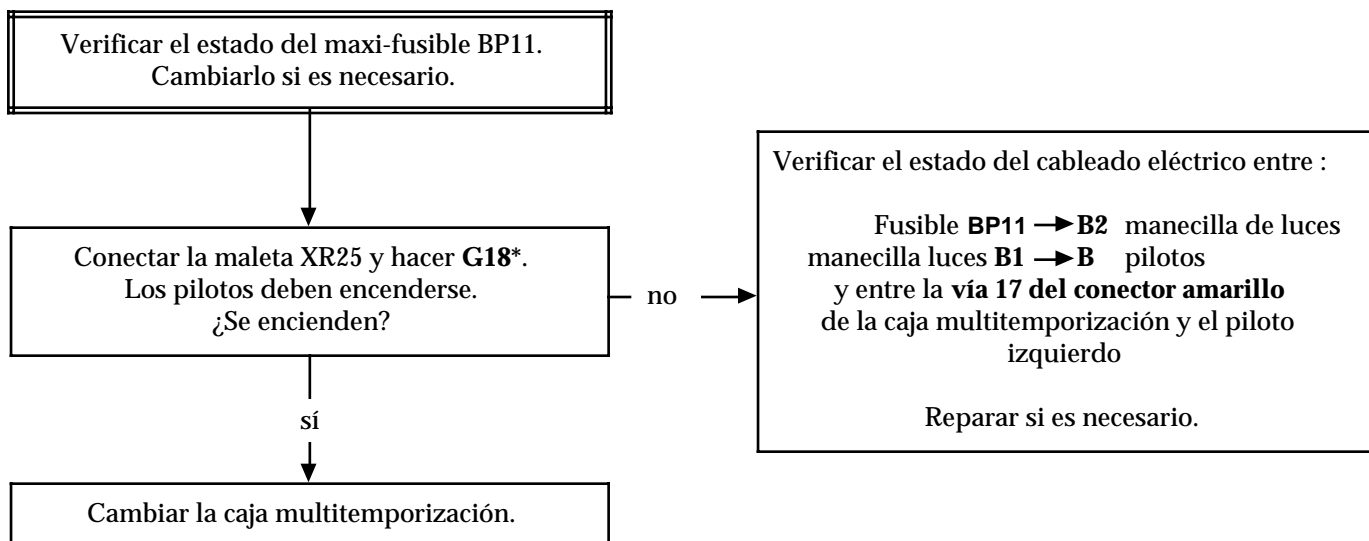 Verificar el estado del maxi-fusible BP11.
Cambiarlo si es necesario.
Conectar la maleta XR25 y hacer G18*.
Los pilotos deben encenderse.
¿Se encienden?
no
Verificar el estado del cableado eléctrico entre :
Fusible BP11 → B2 manecilla de luces
manecilla luces B1 → B pilotos
y entre la vía 17 del conector amarillo
de la caja multitemporización y el piloto
izquierdo
Reparar si es necesario.
sí
Cambiar la caja multitemporización.